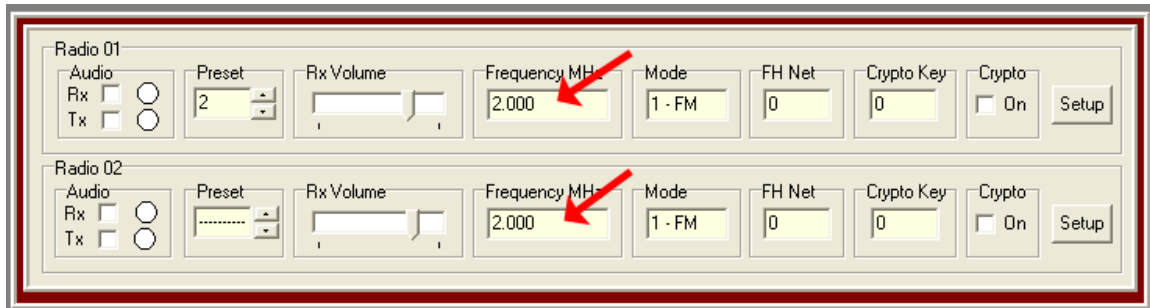 Radio 01
Audio Preset Rx Volume Frequency MHz Mode FH Net Crypto Key Crypto
Rx 2 2.000 1 - FM 0 0 On Setup
Tx
Radio 02
Audio Preset Rx Volume Frequency MHz Mode FH Net Crypto Key Crypto
Rx ---------- 2.000 1 - FM 0 0 On Setup
Tx